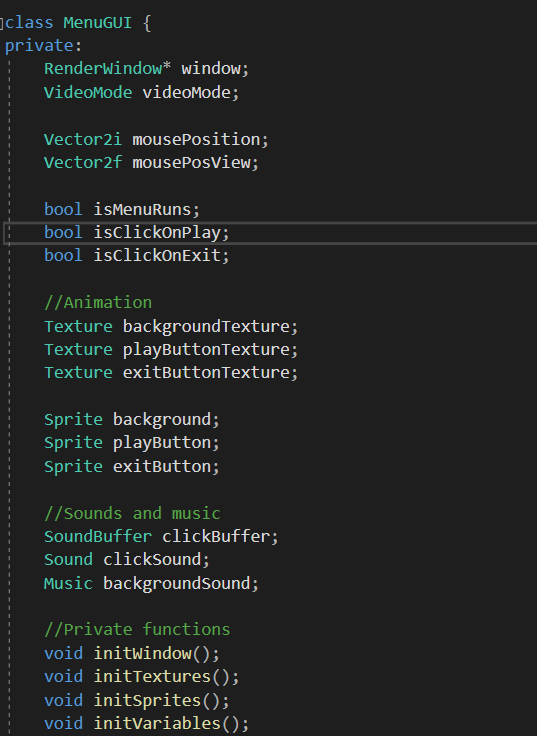 class MenuGUI {
private:
RenderWindow* window;
VideoMode videoMode;
Vector2i mousePosition;
Vector2f mousePosView;
bool isMenuRuns;
bool isClickOnPlay;
bool isClickOnExit;
//Animation
Texture backgroundTexture;
Texture playButtonTexture;
Texture exitButtonTexture;
Sprite background;
Sprite playButton;
Sprite exitButton;
//Sounds and music
SoundBuffer clickBuffer;
Sound clickSound;
Music backgroundSound;
//Private functions
void initWindow();
void initTextures();
void initSprites();
void initVariables();